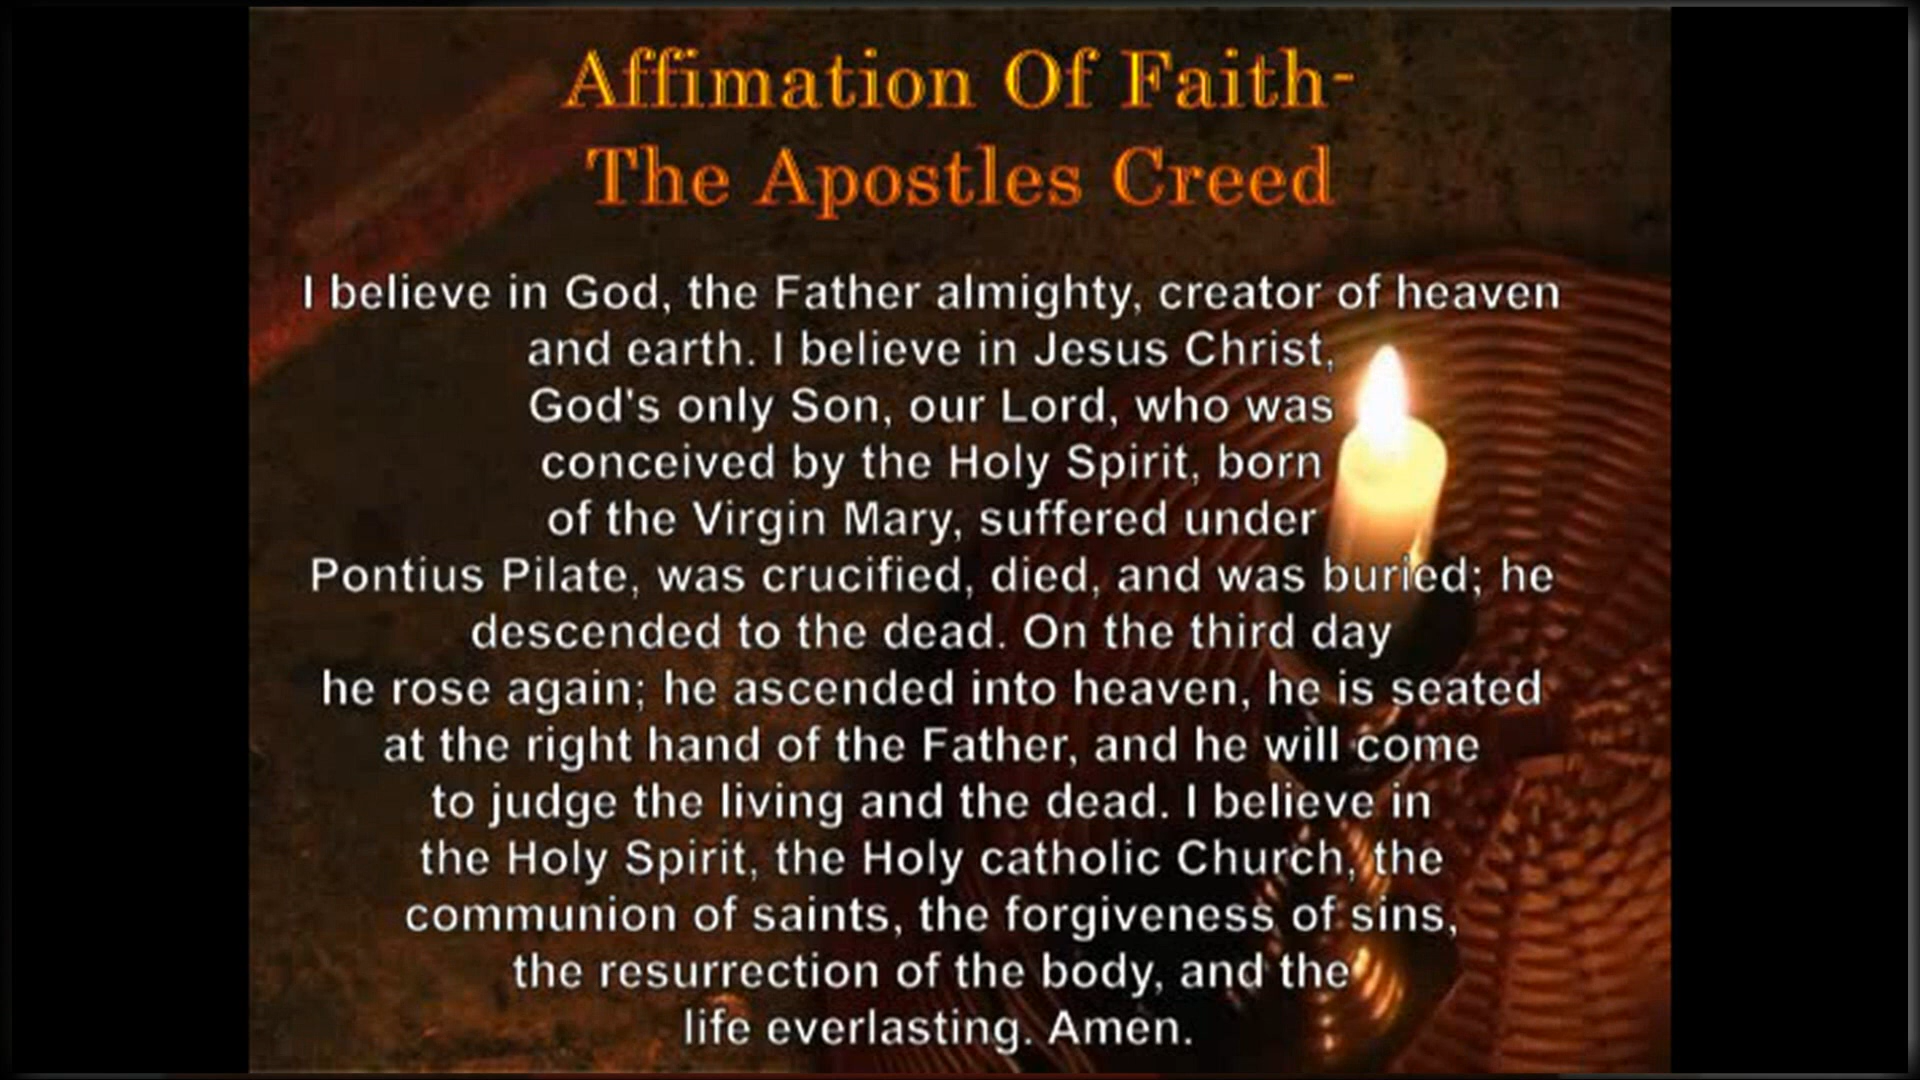 Affimation Of Faith-
The Apostles Creed
I believe in God, the Father almighty, creator of heaven
and earth. I believe in Jesus Christ,
God's only Son, our Lord, who was
conceived by the Holy Spirit, born
of the Virgin Mary, suffered under
Pontius Pilate, was crucified, died, and was buried; he
descended to the dead. On the third day
he rose again; he ascended into heaven, he is seated
at the right hand of the Father, and he will come
to judge the living and the dead. I believe in
the Holy Spirit, the Holy catholic Church, the
communion of saints, the forgiveness of sins,
the resurrection of the body, and the
life everlasting. Amen.